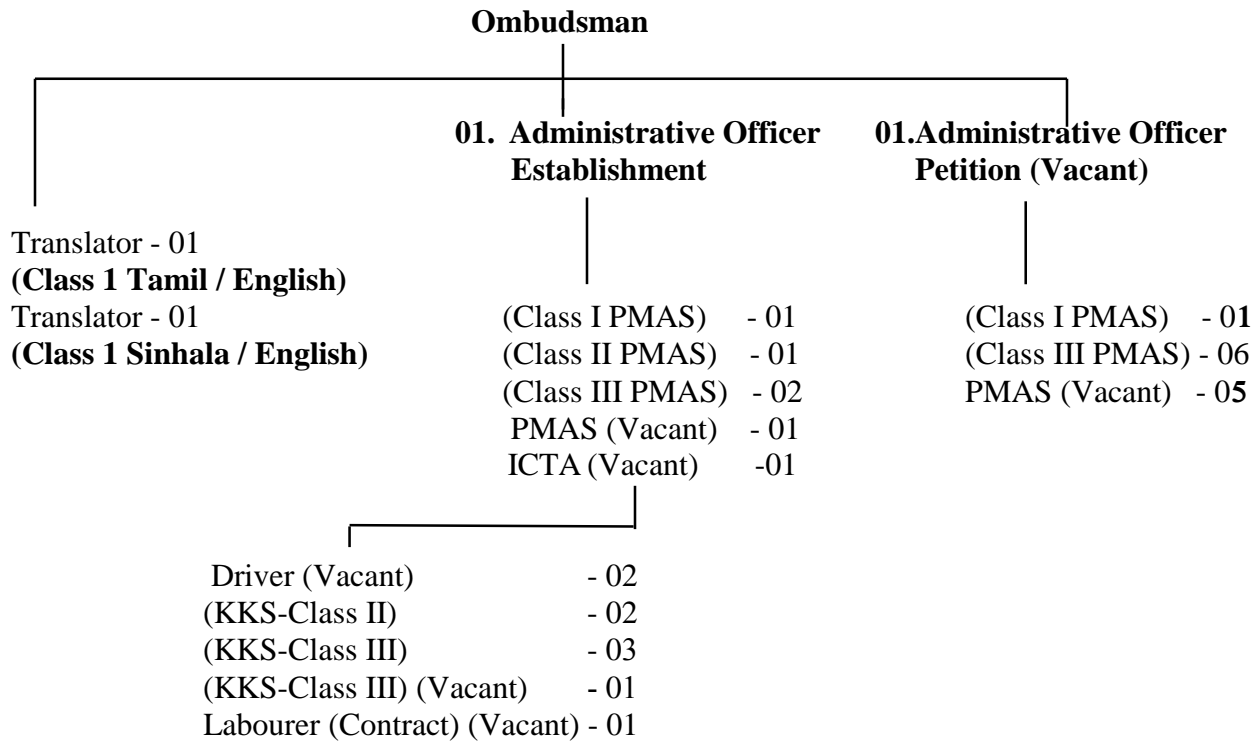 Ombudsman
01. Administrative Officer
Establishment
01.Administrative Officer
Petition (Vacant)
Translator - 01
(Class 1 Tamil / English)
Translator - 01
(Class 1 Sinhala / English)
(Class I PMAS) - 01
(Class II PMAS) - 01
(Class III PMAS) - 02
PMAS (Vacant) - 01
ICTA (Vacant) -01
(Class I PMAS) - 01
(Class III PMAS) - 06
PMAS (Vacant) - 05
Driver (Vacant) - 02
(KKS-Class II) - 02
(KKS-Class III) - 03
(KKS-Class III) (Vacant) - 01
Labourer (Contract) (Vacant) - 01